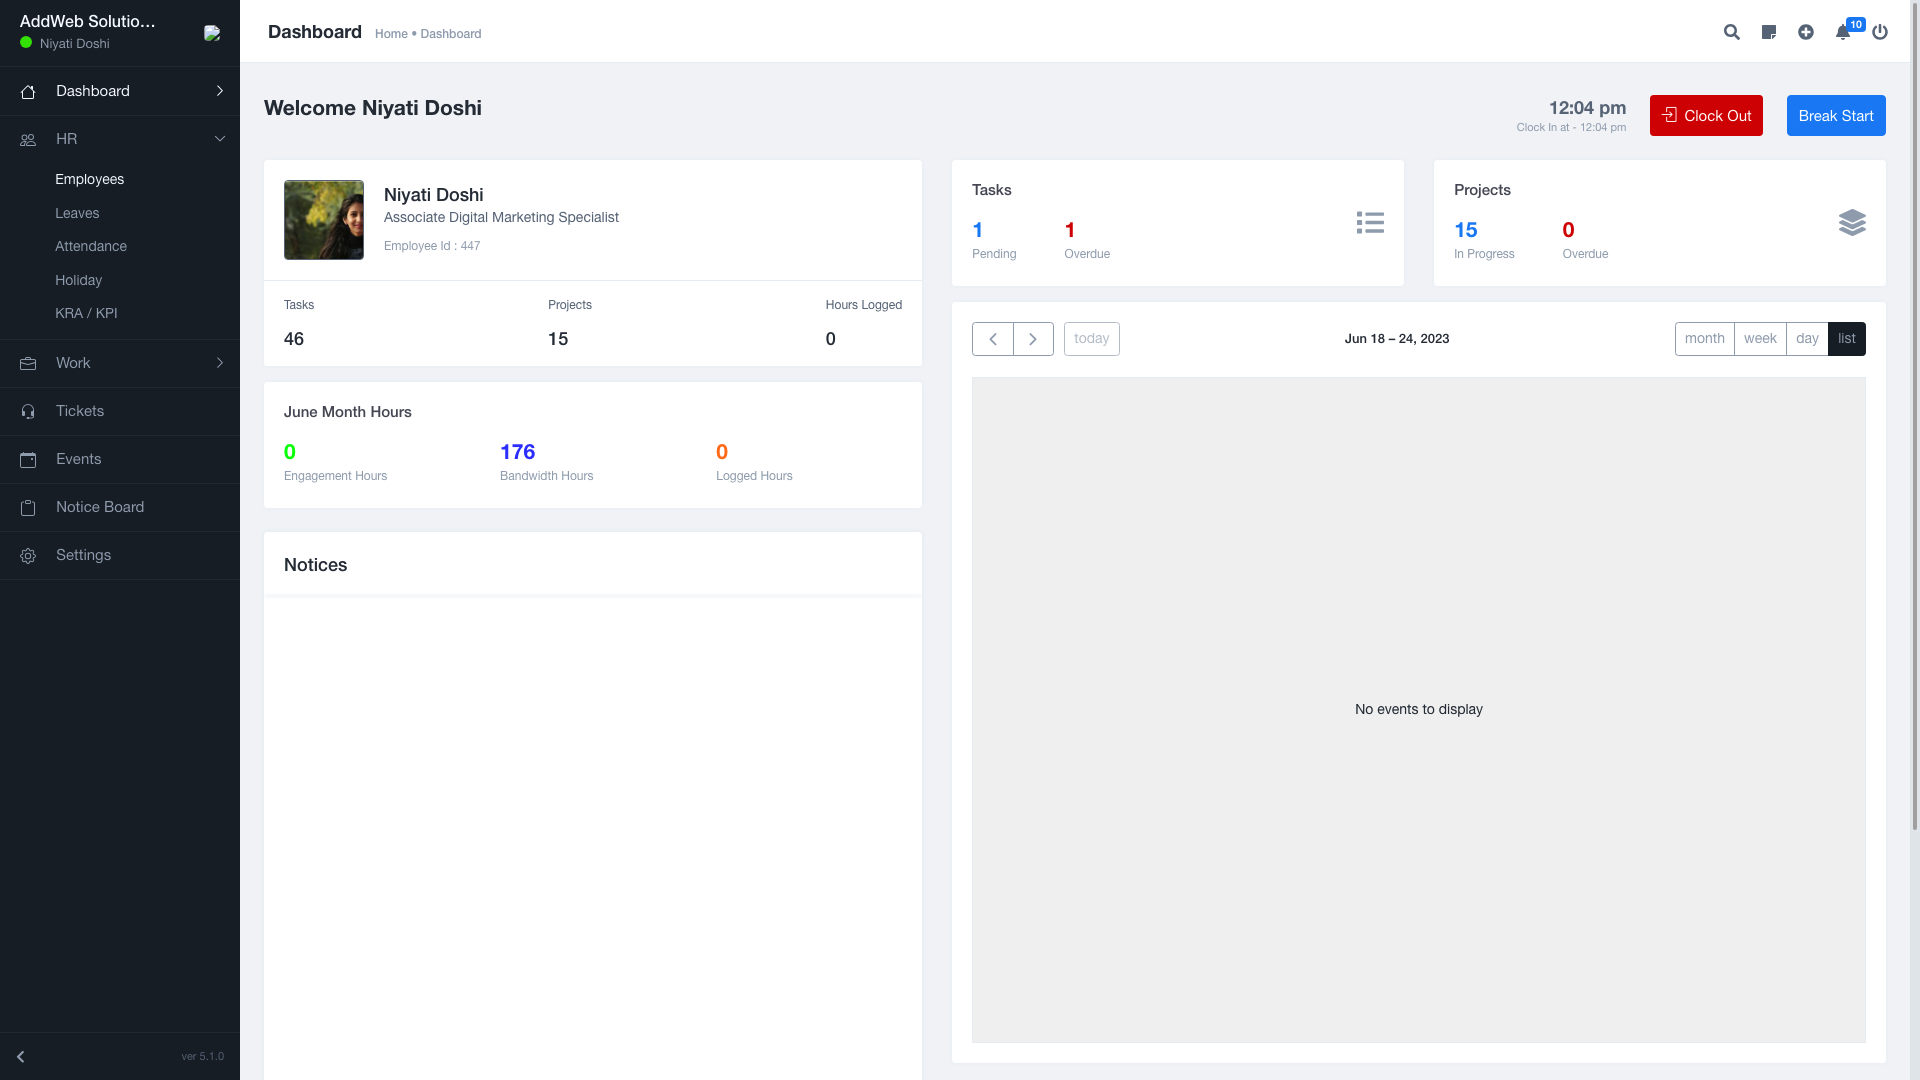 AddWeb Solutio...
Niyati Doshi
Dashboard
HR
Employees
Leaves
Attendance
Holiday
KRA / KPI
Work
Tickets
Events
Notice Board
Settings
ver 5.1.0
Dashboard Home • Dashboard
10
Welcome Niyati Doshi
12:04 pm
Clock In at - 12:04 pm
Clock Out
Break Start
Niyati Doshi
Associate Digital Marketing Specialist
Employee Id : 447
Tasks Projects Hours Logged
46 15 0
June Month Hours
0 176 0
Engagement Hours Bandwidth Hours Logged Hours
Notices
Tasks
1 1
Pending Overdue
Projects
15 0
In Progress Overdue
today Jun 18 – 24, 2023 month week day list
No events to display